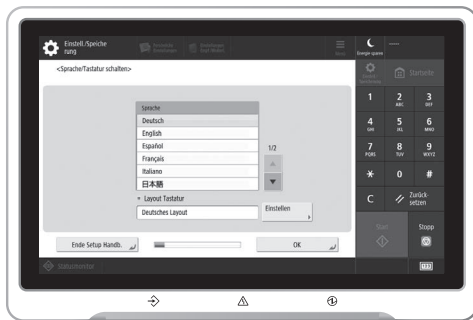 Einstell./Speiche
rung
Energie sparen
<Sprache/Tastatur schalten>
Startseite
Sprache
Deutsch
English
Español
Français
Italiano
日本語
1/2
Layout Tastatur
Deutsches Layout
Einstellen
Ende Setup Handb.
OK
Statusmonitor
1
2 ABC
3 DEF
4 GHI
5 JKL
6 MNO
7 PQRS
8 TUV
9 WXYZ
0
#
C
Zurück-
setzen
Start
Stopp
123